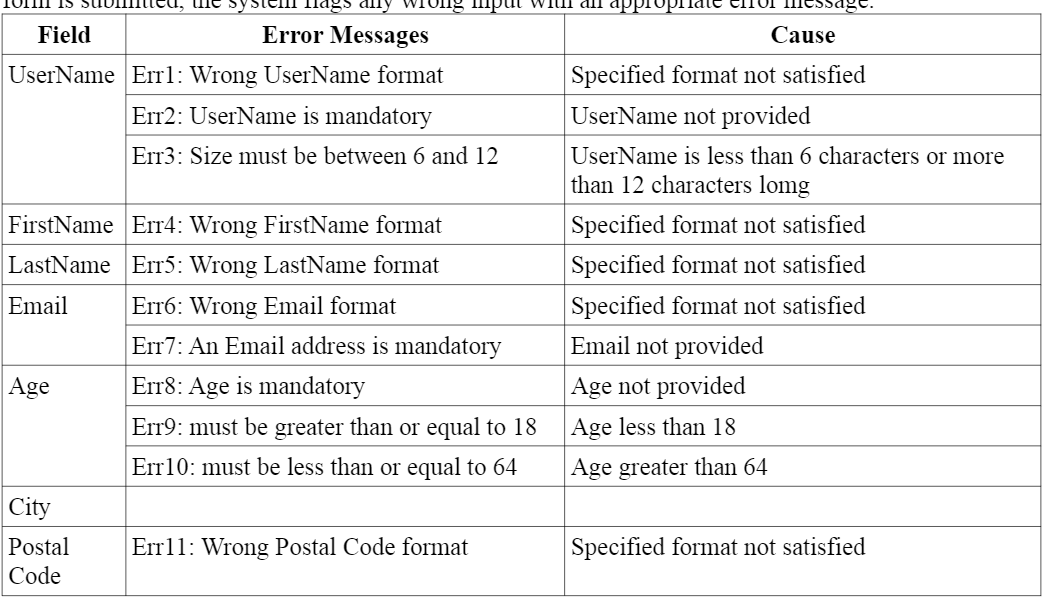 form is submitted, the system flags any wrong input with an appropriate error message.
Field Error Messages Cause
UserName Err1: Wrong UserName format Specified format not satisfied
Err2: UserName is mandatory UserName not provided
Err3: Size must be between 6 and 12 UserName is less than 6 characters or more
than 12 characters lomg
FirstName Err4: Wrong FirstName format Specified format not satisfied
LastName Err5: Wrong LastName format Specified format not satisfied
Email Err6: Wrong Email format Specified format not satisfied
Err7: An Email address is mandatory Email not provided
Age Err8: Age is mandatory Age not provided
Err9: must be greater than or equal to 18 Age less than 18
Err10: must be less than or equal to 64 Age greater than 64
City
Postal Err11: Wrong Postal Code format Specified format not satisfied
Code